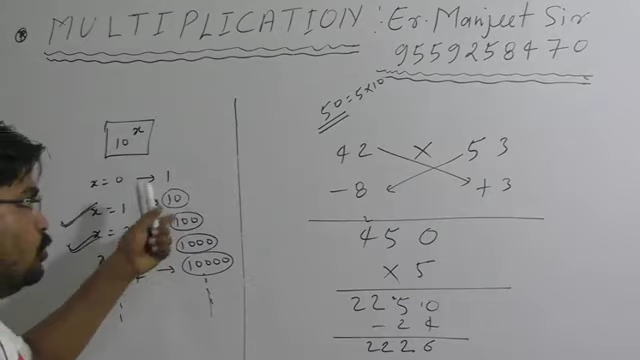 * MULTIPLICATION : Er. Manjeet Sir
9559258470
10^x
x=0 → 1
x=1 10
x= 100
1000
→ 10000
50=5×10
42 × 53
-8 +3
450
×5
2250
-24
2226